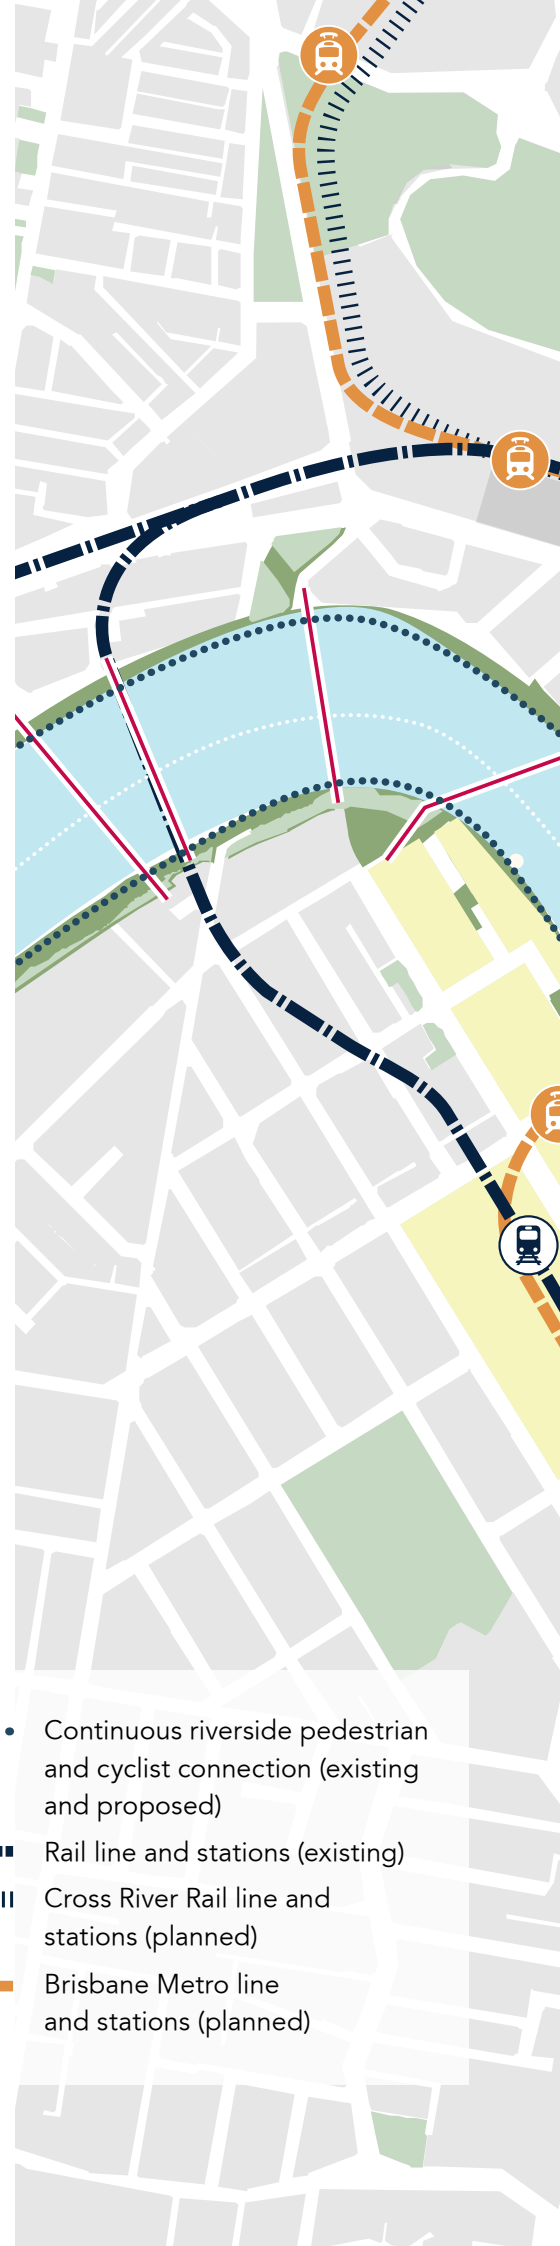 Continuous riverside pedestrian
and cyclist connection (existing
and proposed)
Rail line and stations (existing)
Cross River Rail line and
stations (planned)
Brisbane Metro line
and stations (planned)